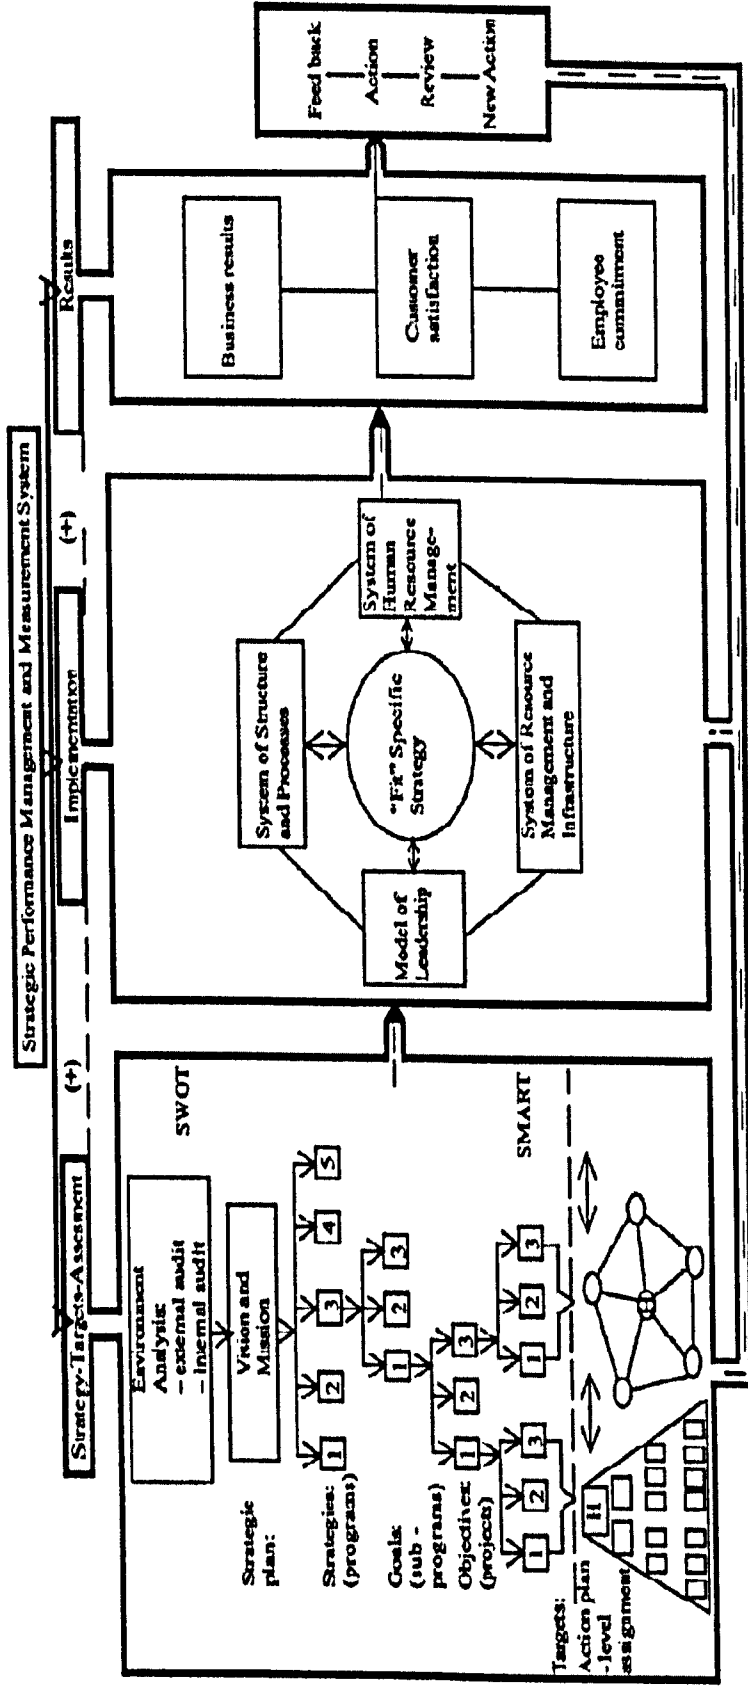 Strategic Performance Management and Measurement System
Strategy-Targets-Assesment
(+)
Implementation
(+)
Results
Environment
Analysis:
– external audit
– internal audit
SWOT
Vision and
Mission
Strategic
plan:
Strategies:
(programs)
1
2
3
4
5
Goals:
(sub -
programs)
1
2
3
Objectives:
(projects)
1
2
3
SMART
1
2
3
1
2
3
Targets:
Action plan
-level
assignment
H
H
System of Structure
and Processes
Model of
Leadership
"Fit" Specific
Strategy
System of
Human
Resource
Manage-
ment
System of Resource
Management and
Infrastructure
Business results
Customer
satisfaction
Employee
commitment
Feed back
Action
Review
New Action